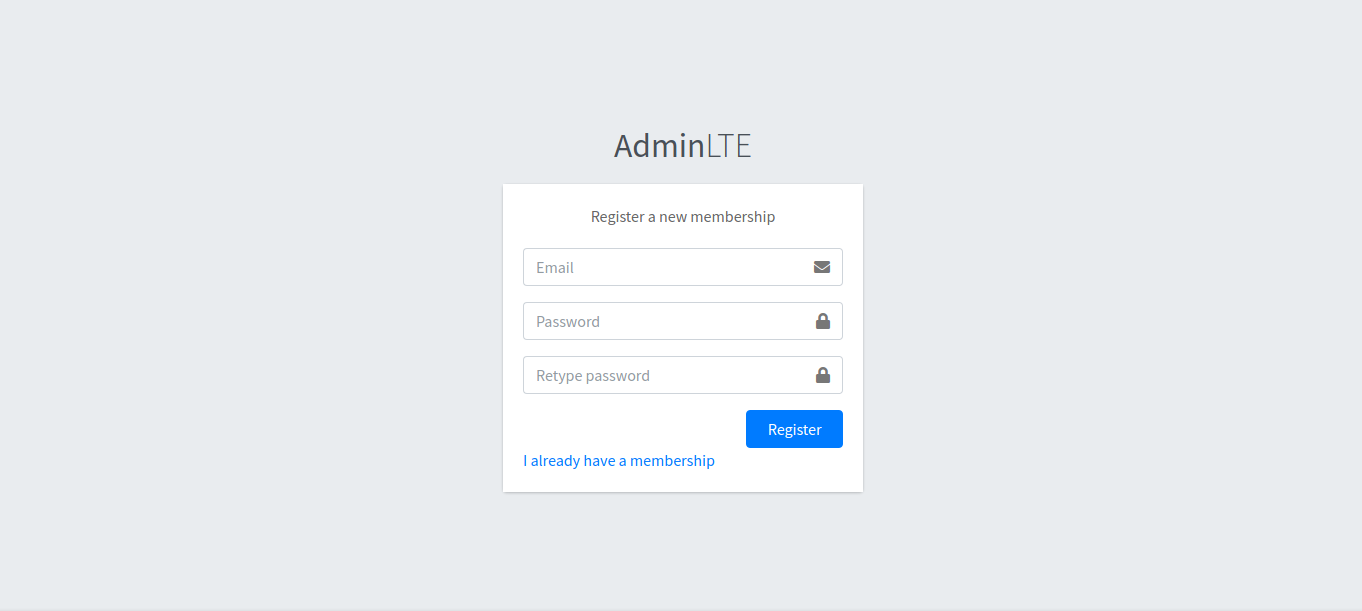 AdminLTE
Register a new membership
Email
Password
Retype password
Register
I already have a membership